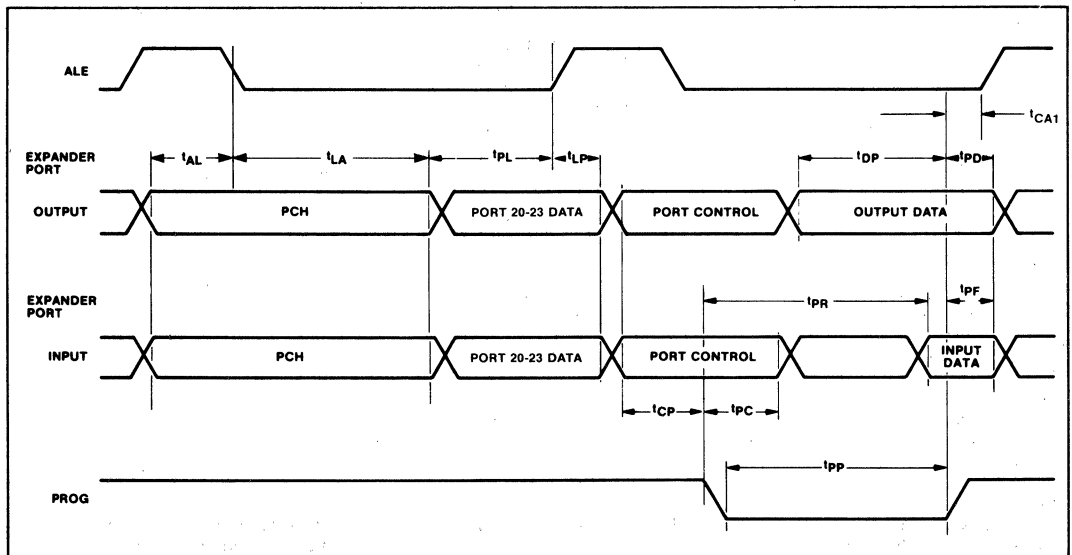 ALE
tCA1
EXPANDER
PORT
tAL tLA tPL tLP tDP tPD
OUTPUT PCH PORT 20-23 DATA PORT CONTROL OUTPUT DATA
EXPANDER
PORT
tPR tPF
INPUT PCH PORT 20-23 DATA PORT CONTROL INPUT DATA
tCP tPC
tPP
PROG